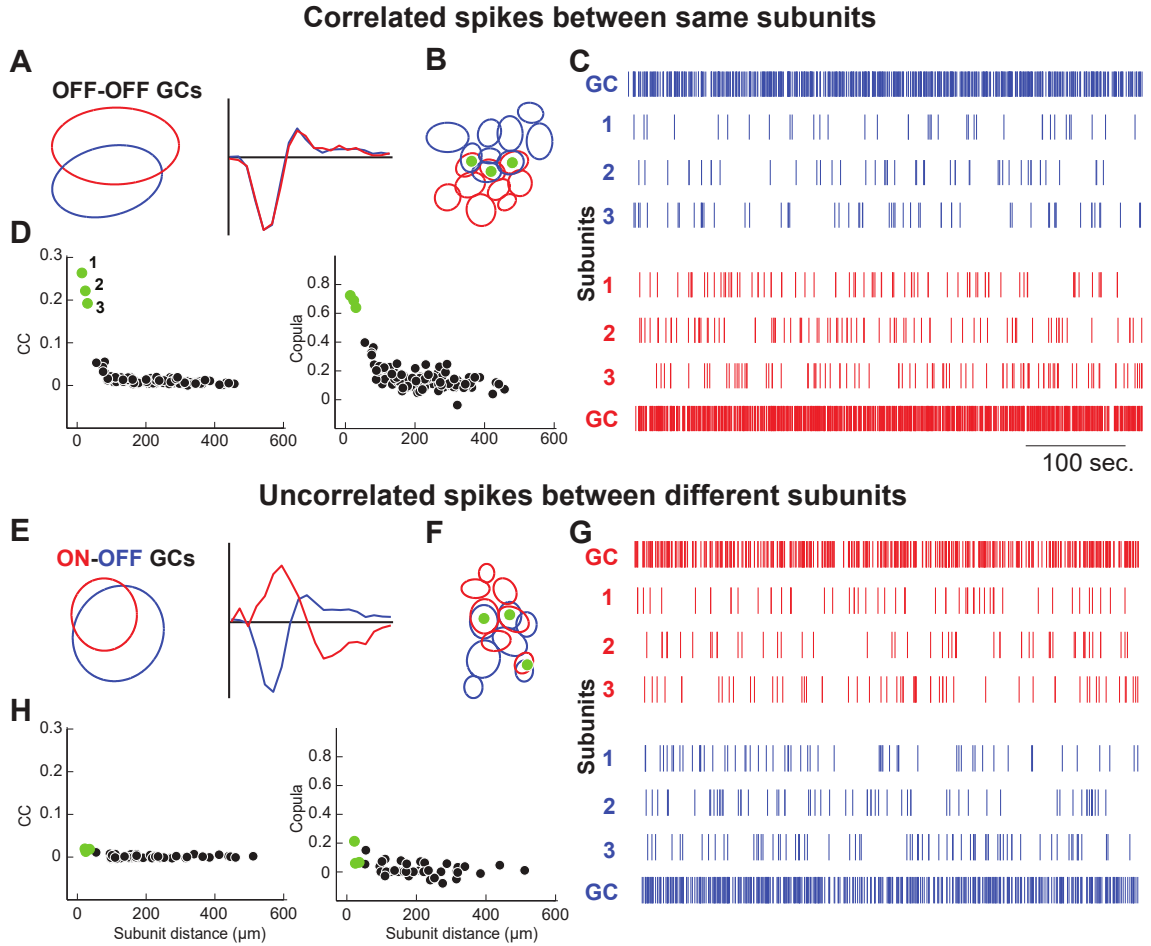 Correlated spikes between same subunits
A
OFF-OFF GCs
B
C
GC
1
2
3
Subunits
1
2
3
GC
100 sec.
D
0.3
0.2
0.1
0
CC
1
2
3
0
200
400
600
0.8
0.6
0.4
0.2
0
Copula
0
200
400
600
Uncorrelated spikes between different subunits
E
ON-OFF GCs
F
G
GC
1
2
3
Subunits
1
2
3
GC
H
0.3
0.2
0.1
0
CC
0
200
400
600
Subunit distance (μm)
0.8
0.6
0.4
0.2
0
Copula
0
200
400
600
Subunit distance (μm)